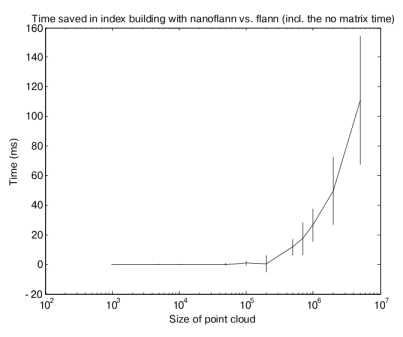 Time saved in index building with nanoflann vs. flann (incl. the no matrix time)
160
140
120
100
80
60
40
20
0
-20
Time (ms)
10^2 10^3 10^4 10^5 10^6 10^7
Size of point cloud